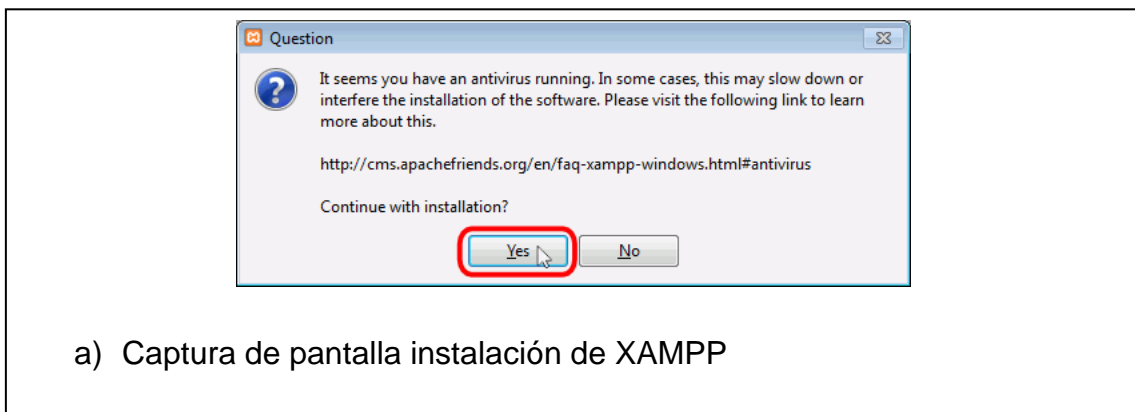 Question
It seems you have an antivirus running. In some cases, this may slow down or
interfere the installation of the software. Please visit the following link to learn
more about this.
http://cms.apachefriends.org/en/faq-xampp-windows.html#antivirus
Continue with installation?
Yes No
a) Captura de pantalla instalación de XAMPP